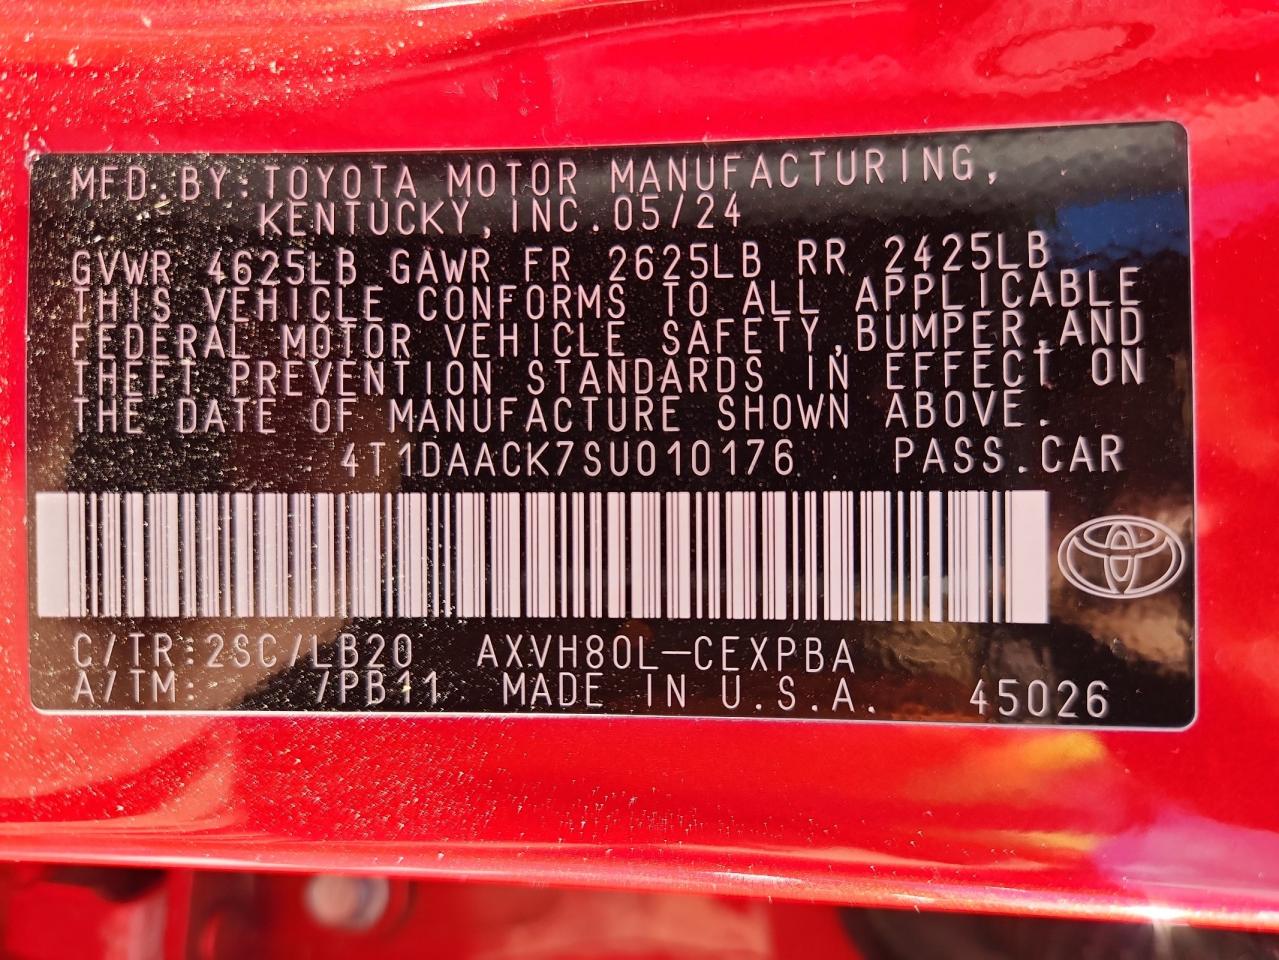 MFD.BY:TOYOTA MOTOR MANUFACTURING,
KENTUCKY,INC.05/24
GVWR 4625LB GAWR FR 2625LB RR 2425LB
THIS VEHICLE CONFORMS TO ALL APPLICABLE
FEDERAL MOTOR VEHICLE SAFETY,BUMPER,AND
THEFT PREVENTION STANDARDS IN EFFECT ON
THE DATE OF MANUFACTURE SHOWN ABOVE.
4T1DAACK7SU010176 PASS.CAR
C/TR:2SC/LB20 AXVH80L-CEXPBA
A/TM: /PB11 MADE IN U.S.A. 45026